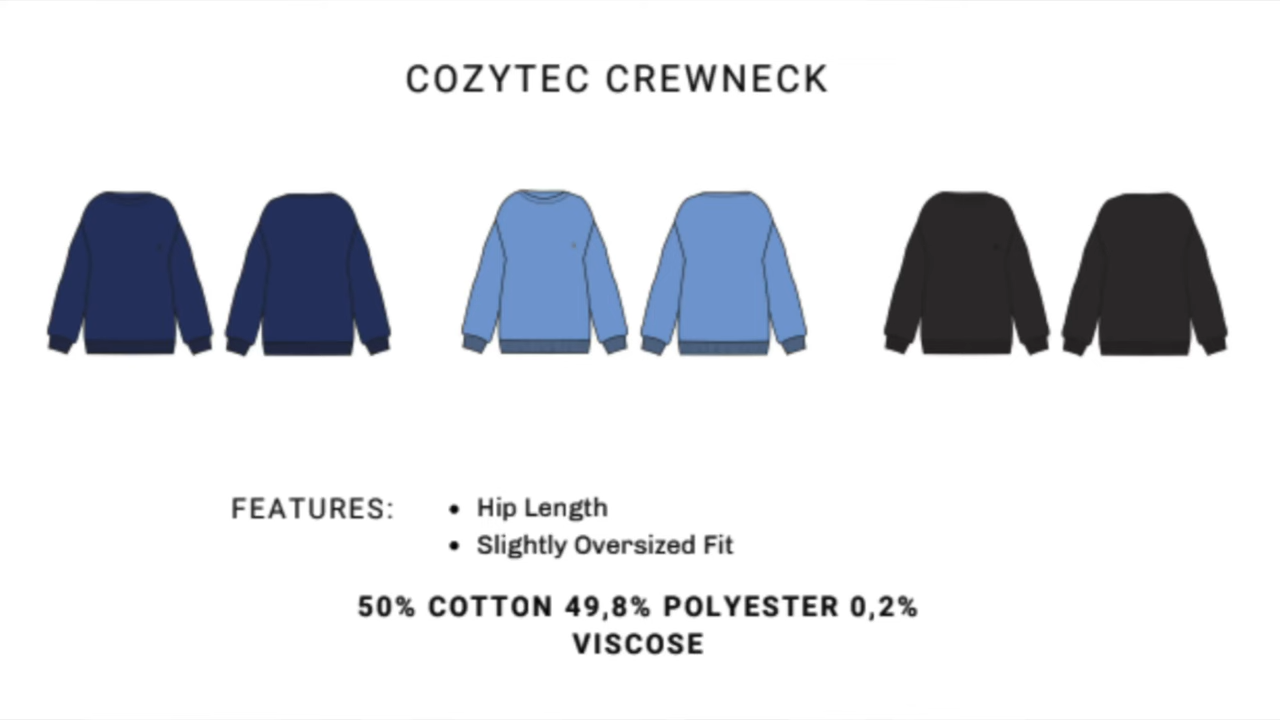 COZYTEC CREWNECK
FEATURES:
• Hip Length
• Slightly Oversized Fit
50% COTTON 49,8% POLYESTER 0,2%
VISCOSE